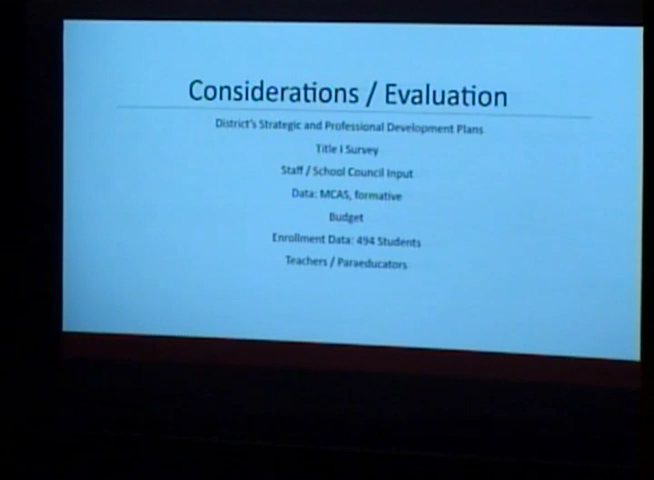 Considerations / Evaluation
District's Strategic and Professional Development Plans
Title I Survey
Staff / School Council Input
Data: MCAS, formative
Budget
Enrollment Data: 494 Students
Teachers / Paraeducators